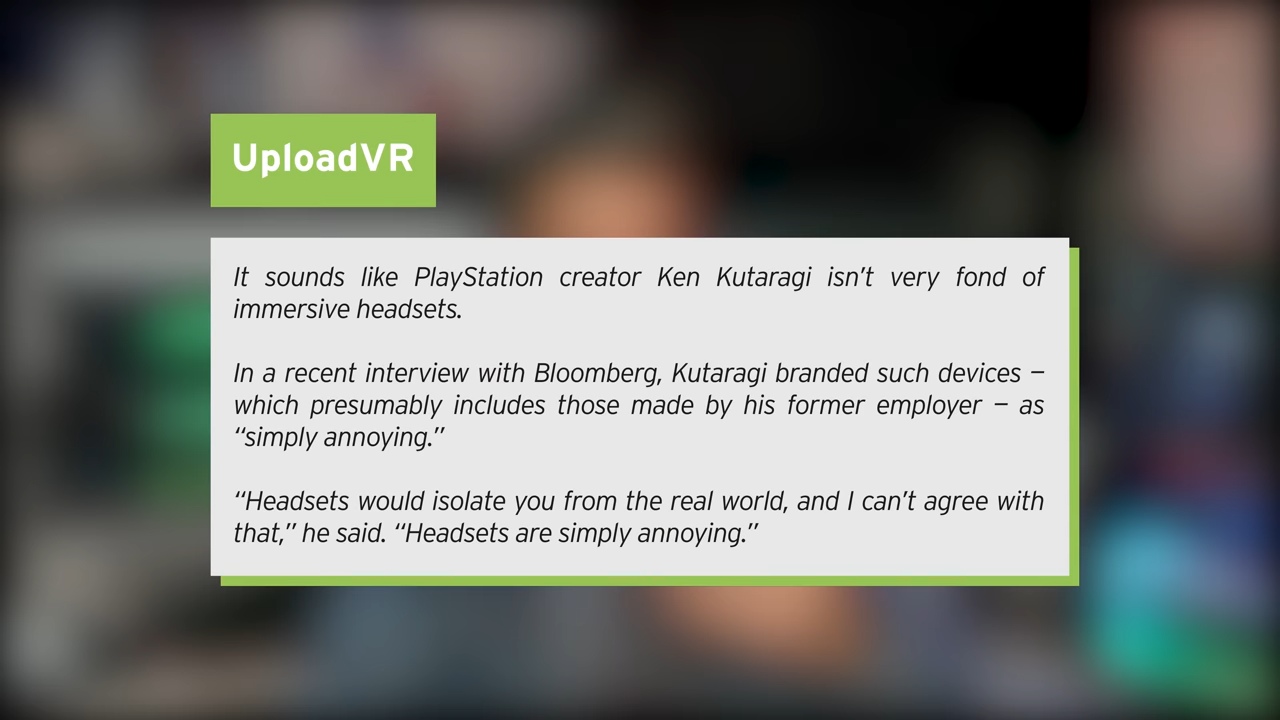 UploadVR
It sounds like PlayStation creator Ken Kutaragi isn’t very fond of
immersive headsets.
In a recent interview with Bloomberg, Kutaragi branded such devices –
which presumably includes those made by his former employer – as
“simply annoying.”
“Headsets would isolate you from the real world, and I can’t agree with
that,” he said. “Headsets are simply annoying.”